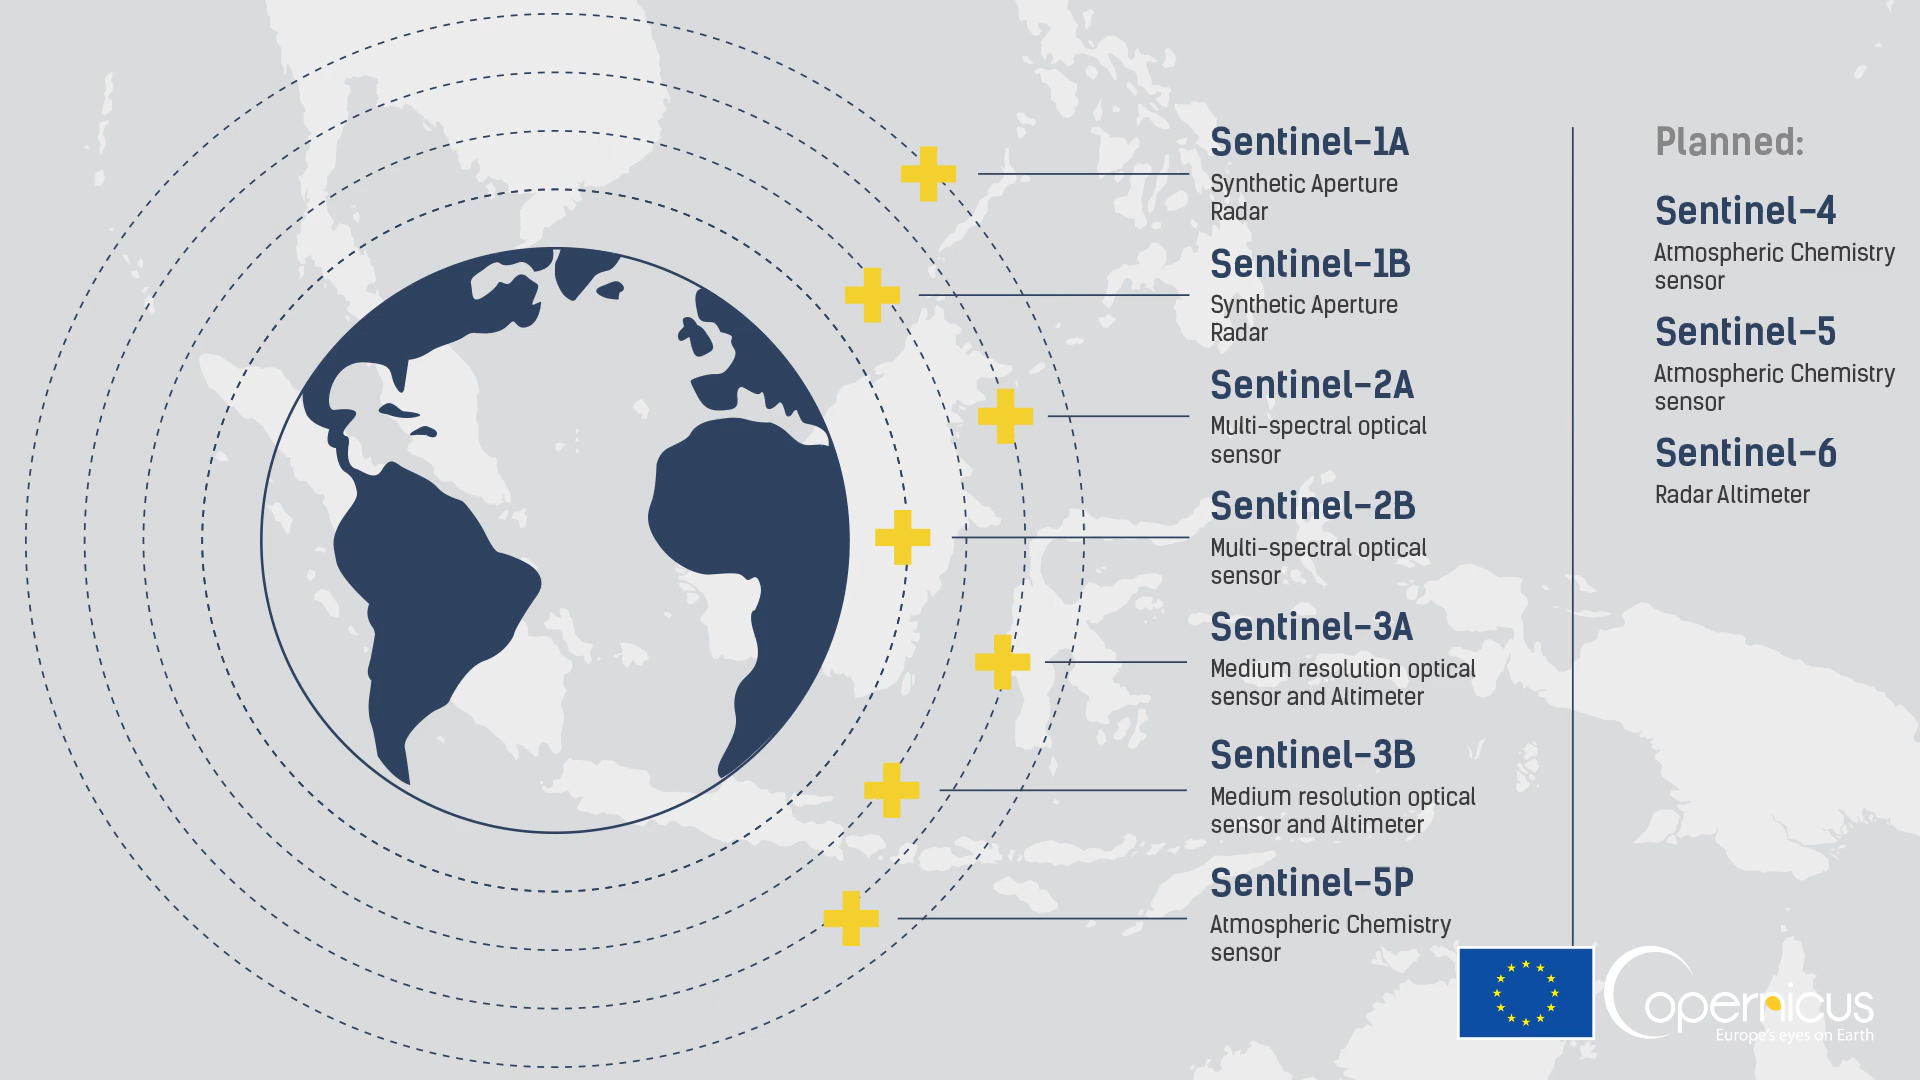 Sentinel-1A
Synthetic Aperture
Radar
Sentinel-1B
Synthetic Aperture
Radar
Sentinel-2A
Multi-spectral optical
sensor
Sentinel-2B
Multi-spectral optical
sensor
Sentinel-3A
Medium resolution optical
sensor and Altimeter
Sentinel-3B
Medium resolution optical
sensor and Altimeter
Sentinel-5P
Atmospheric Chemistry
sensor
Planned:
Sentinel-4
Atmospheric Chemistry
sensor
Sentinel-5
Atmospheric Chemistry
sensor
Sentinel-6
Radar Altimeter
Copernicus
Europe's eyes on Earth